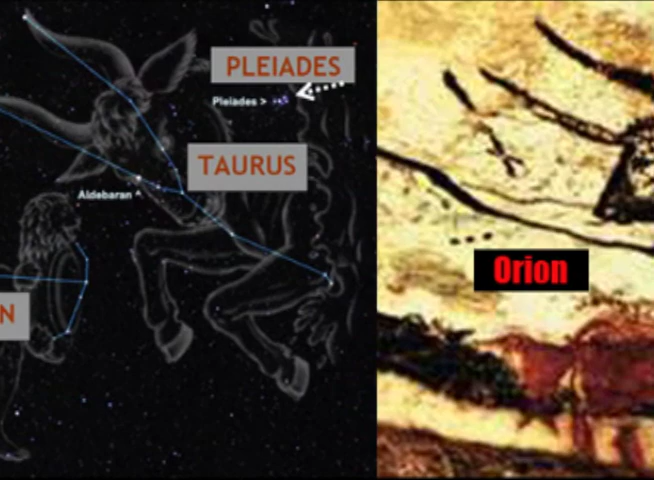 PLEIADES
Pleiades >
TAURUS
Aldebaran ^
N
Orion